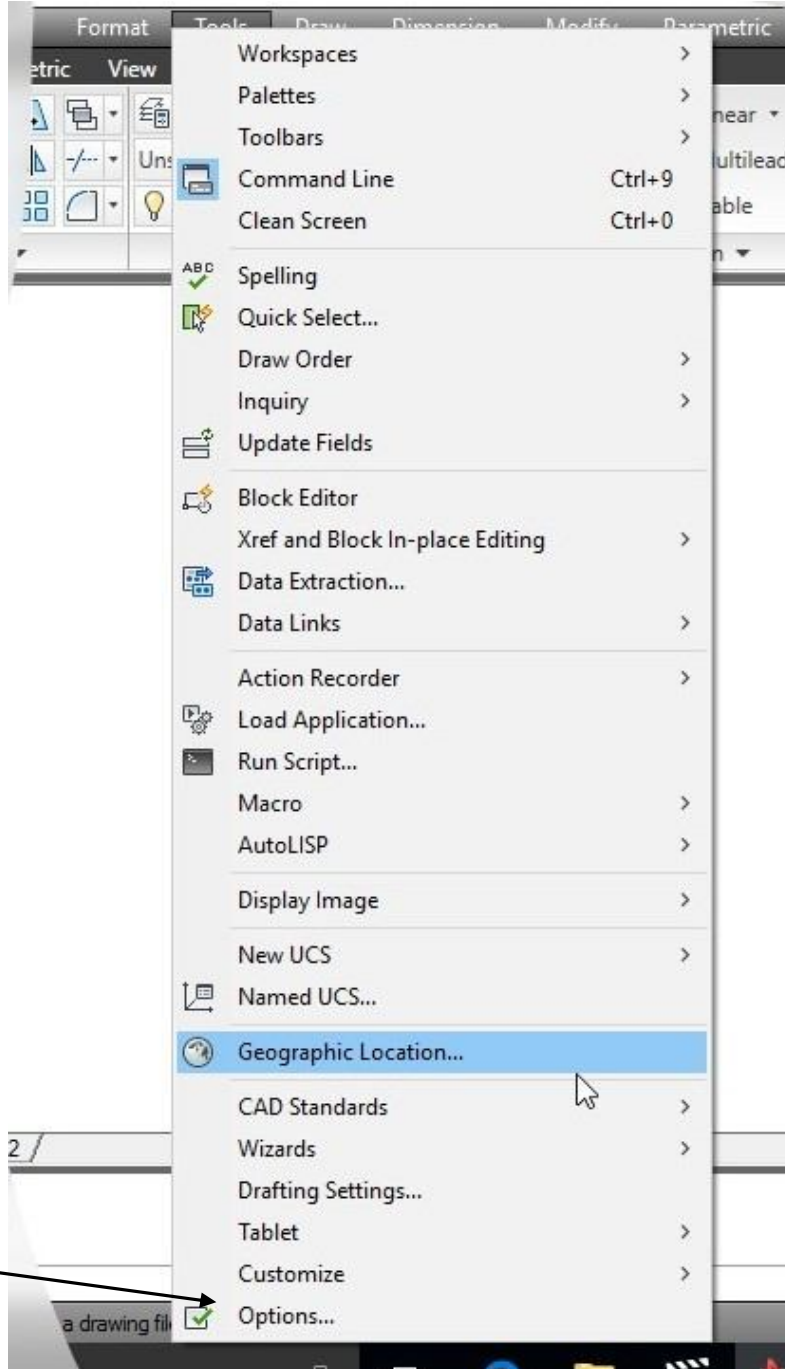 Format Tools Draw Dimension Modify Parametric
etric View
Workspaces
Palettes
Toolbars
Command Line Ctrl+9
Clean Screen Ctrl+0
Spelling
Quick Select...
Draw Order
Inquiry
Update Fields
Block Editor
Xref and Block In-place Editing
Data Extraction...
Data Links
Action Recorder
Load Application...
Run Script...
Macro
AutoLISP
Display Image
New UCS
Named UCS...
Geographic Location...
CAD Standards
Wizards
Drafting Settings...
Tablet
Customize
Options...
near
Uns
ultilead
able
n
ABC
2
a drawing fil